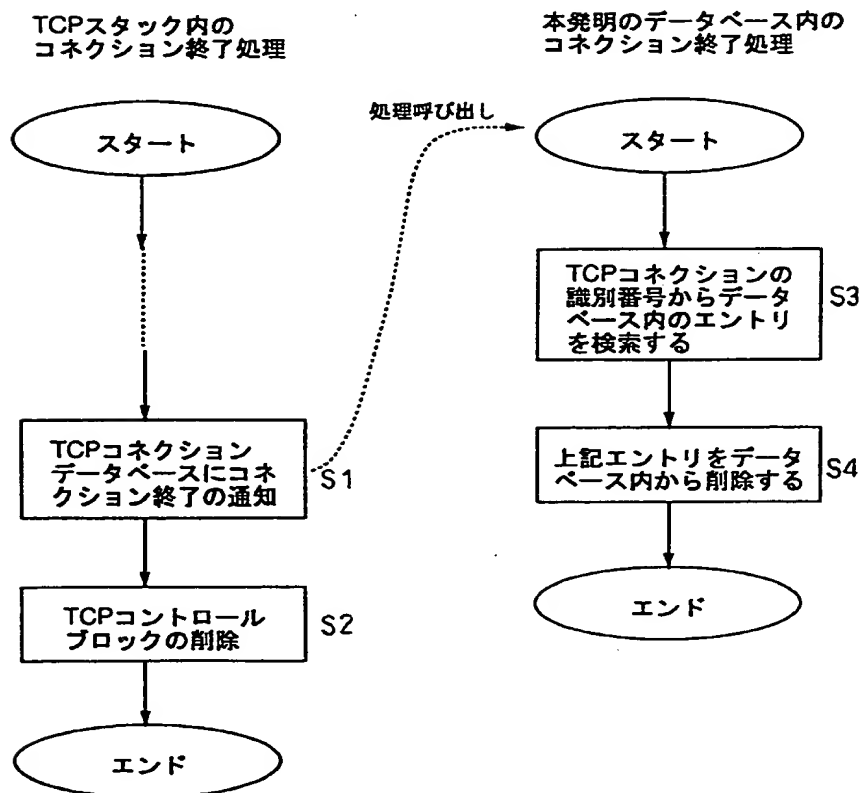 TCPスタック内の
コネクション終了処理
スタート
TCPコネクション
データベースにコネ
クション終了の通知
S1
TCPコントロール
ブロックの削除
S2
エンド
処理呼び出し
本発明のデータベース内の
コネクション終了処理
スタート
TCPコネクションの
識別番号からデータ
ベース内のエントリ
を検索する
S3
上記エントリをデータ
ベース内から削除する
S4
エンド